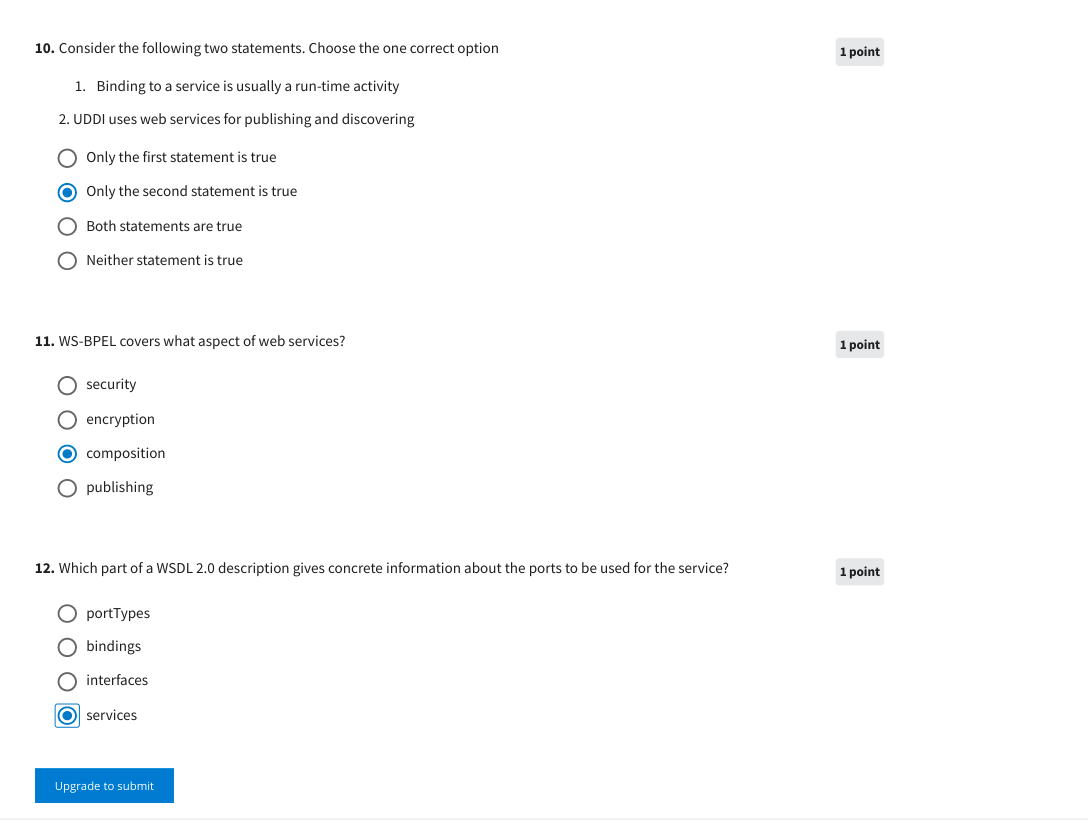 10. Consider the following two statements. Choose the one correct option
1 point
1. Binding to a service is usually a run-time activity
2. UDDI uses web services for publishing and discovering
Only the first statement is true
Only the second statement is true
Both statements are true
Neither statement is true
11. WS-BPEL covers what aspect of web services?
1 point
security
encryption
composition
publishing
12. Which part of a WSDL 2.0 description gives concrete information about the ports to be used for the service?
1 point
portTypes
bindings
interfaces
services
Upgrade to submit